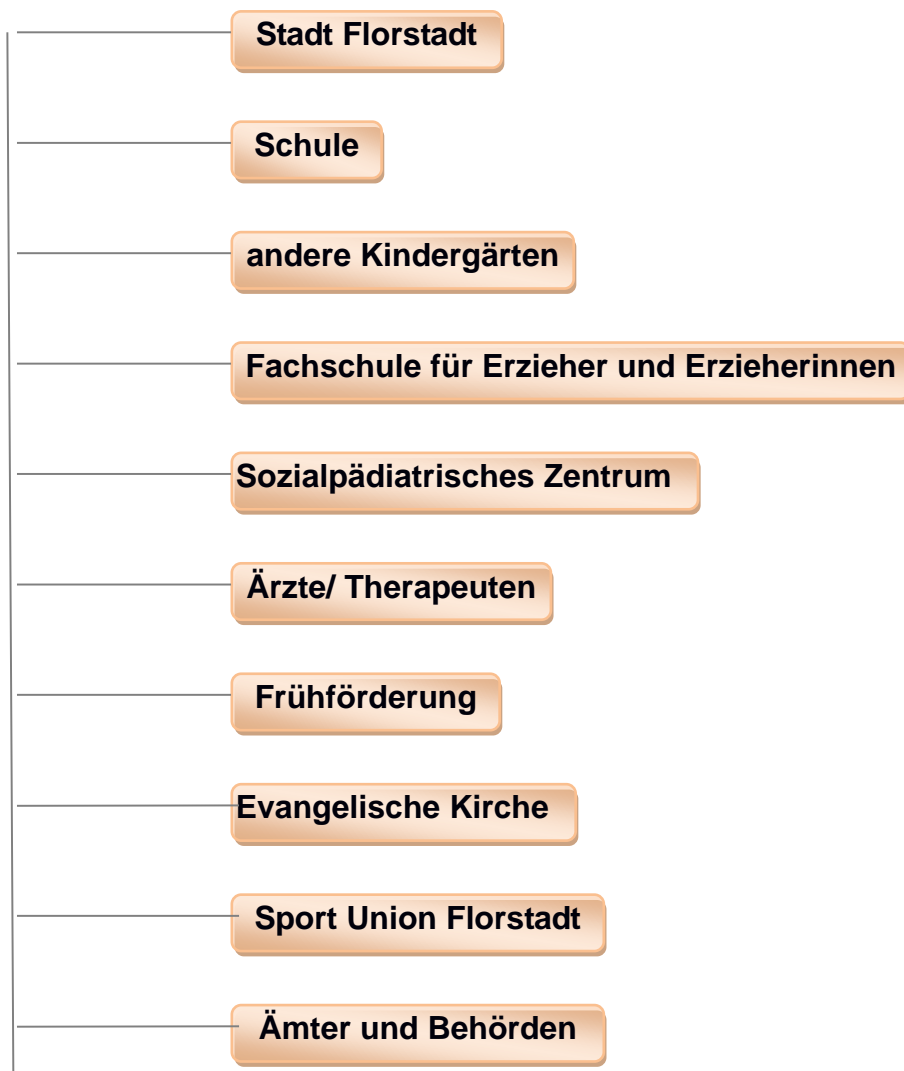 Stadt Florstadt
Schule
andere Kindergärten
Fachschule für Erzieher und Erzieherinnen
Sozialpädiatrisches Zentrum
Ärzte/ Therapeuten
Frühförderung
Evangelische Kirche
Sport Union Florstadt
Ämter und Behörden